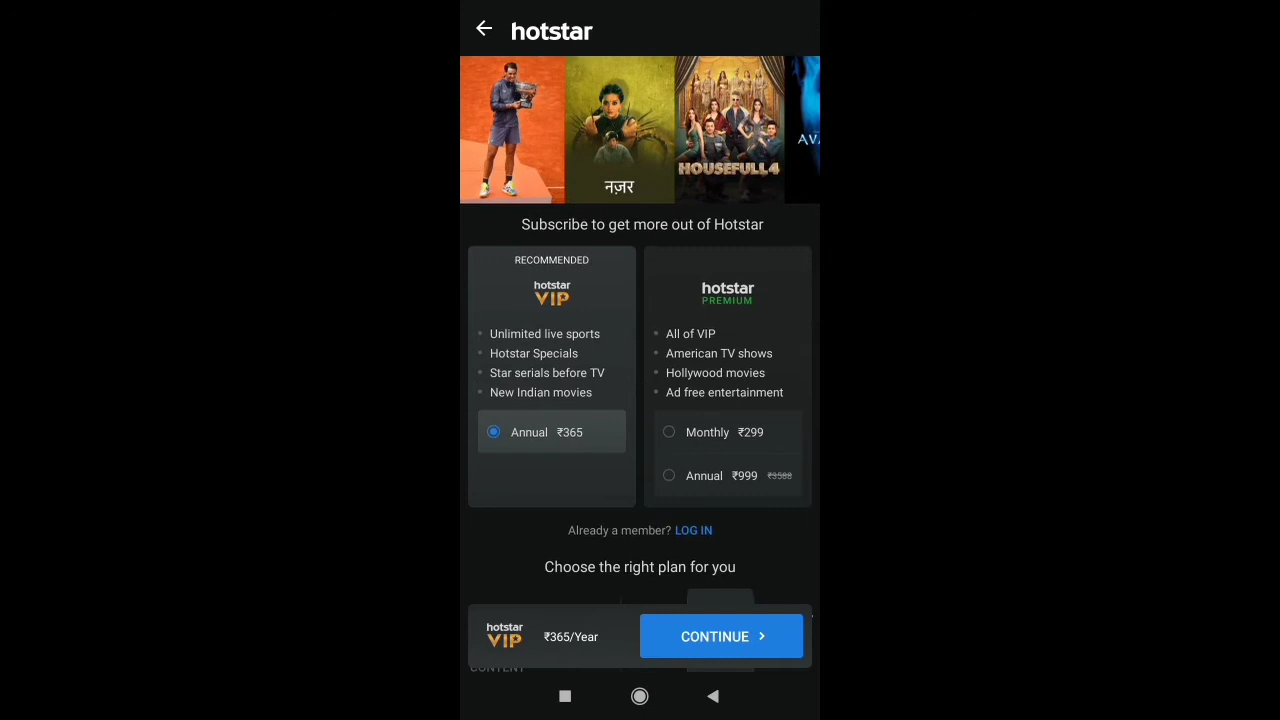 hotstar
नज़र
HOUSEFULL4
AVA
Subscribe to get more out of Hotstar
RECOMMENDED
hotstar
VIP
• Unlimited live sports
• Hotstar Specials
• Star serials before TV
• New Indian movies
Annual ₹365
hotstar
PREMIUM
• All of VIP
• American TV shows
• Hollywood movies
• Ad free entertainment
Monthly ₹299
Annual ₹999 ₹3588
Already a member? LOG IN
Choose the right plan for you
hotstar
VIP
₹365/Year
CONTINUE
CONTENT